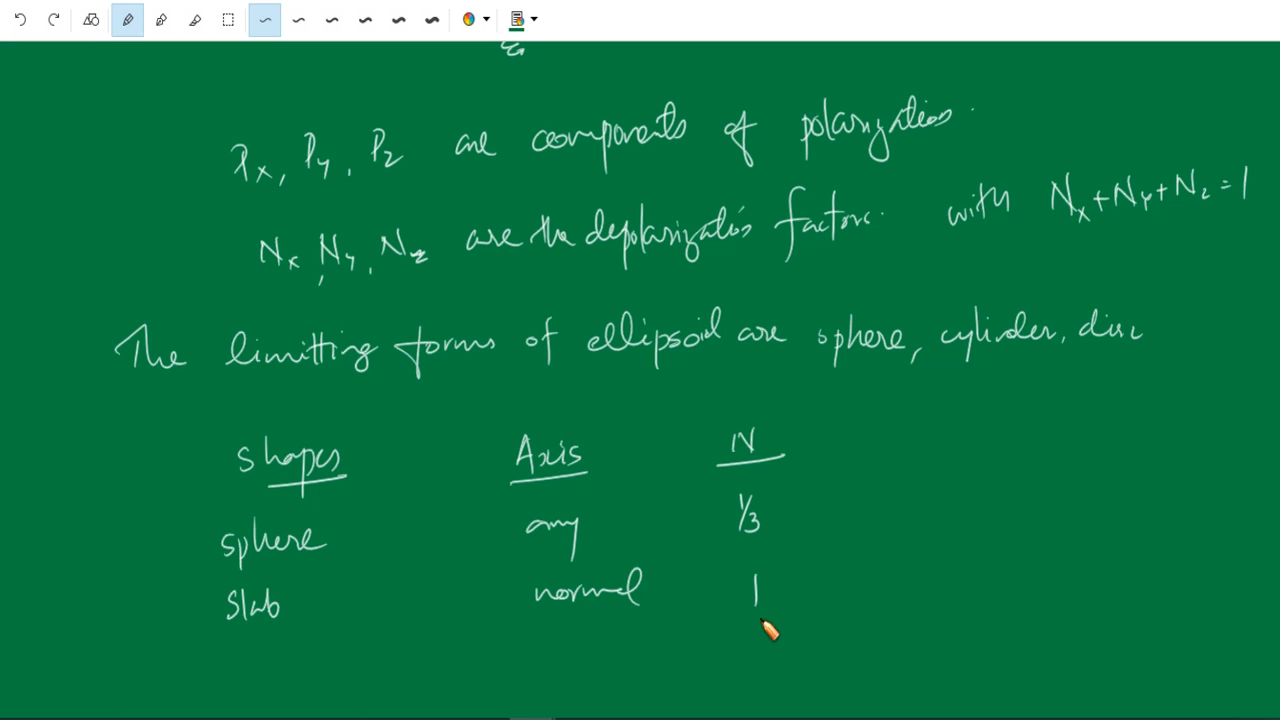 Px, Py, Pz are components of polarization.
Nx, Ny, Nz are the depolarization factors. with Nx+Ny+Nz=1
The limitting forms of ellipsoid are sphere, cylinder, disc
shapes Axis N
sphere any 1/3
slab normal 1